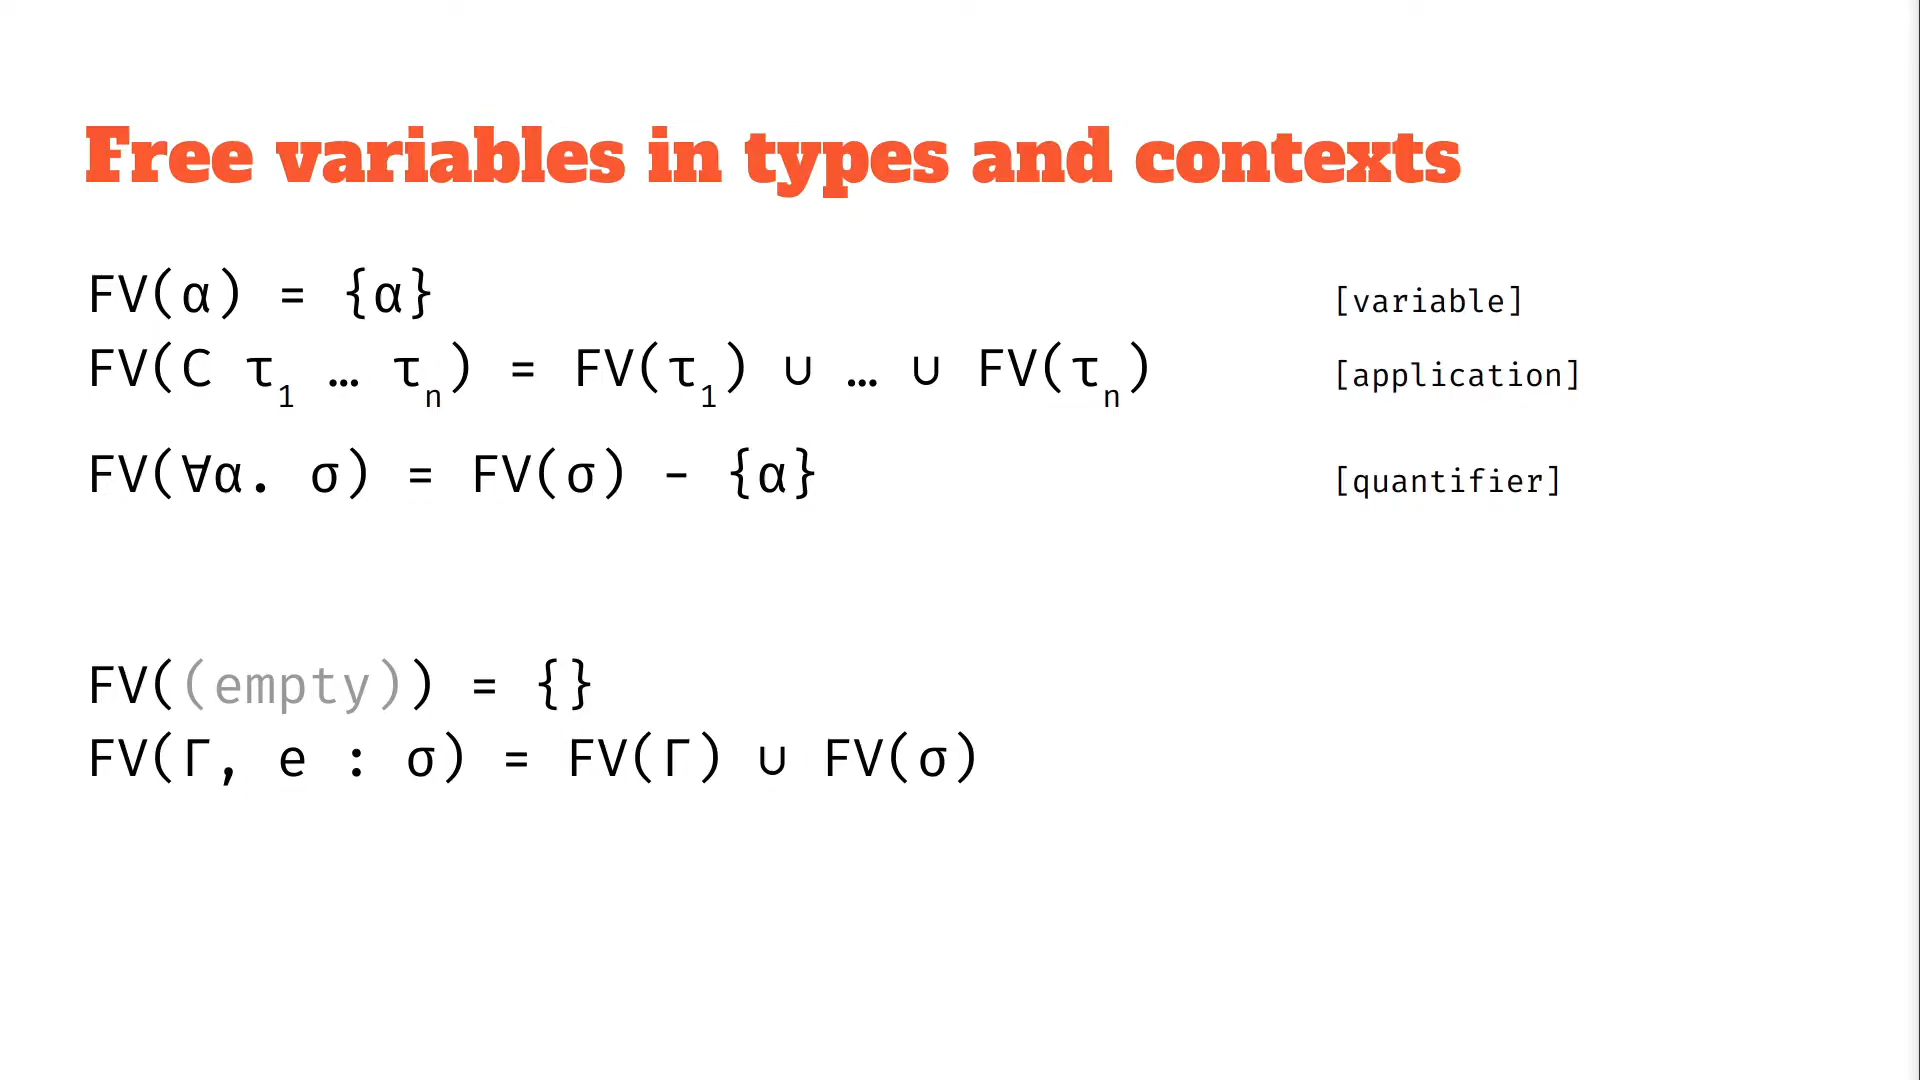 Free variables in types and contexts
FV(α) = {α} [variable]
FV(C τ₁ … τₙ) = FV(τ₁) ∪ … ∪ FV(τₙ) [application]
FV(∀α. σ) = FV(σ) - {α} [quantifier]
FV((empty)) = {}
FV(Γ, e : σ) = FV(Γ) ∪ FV(σ)